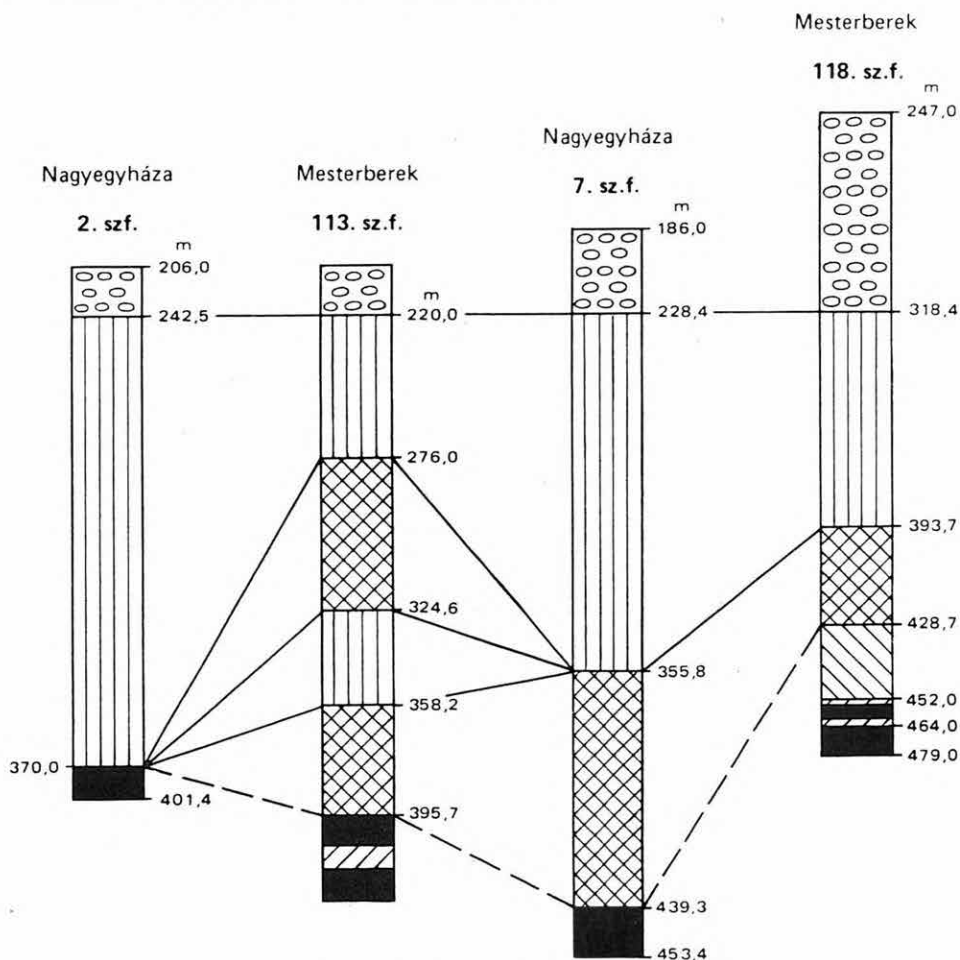 Nagyegyháza
2. szf.
m
206,0
242,5
370,0
401,4
Mesterberek
113. sz.f.
m
220,0
276,0
324,6
358,2
395,7
Nagyegyháza
7. sz.f.
m
186,0
228,4
355,8
439,3
453,4
Mesterberek
118. sz.f.
m
247,0
318,4
393,7
428,7
452,0
464,0
479,0